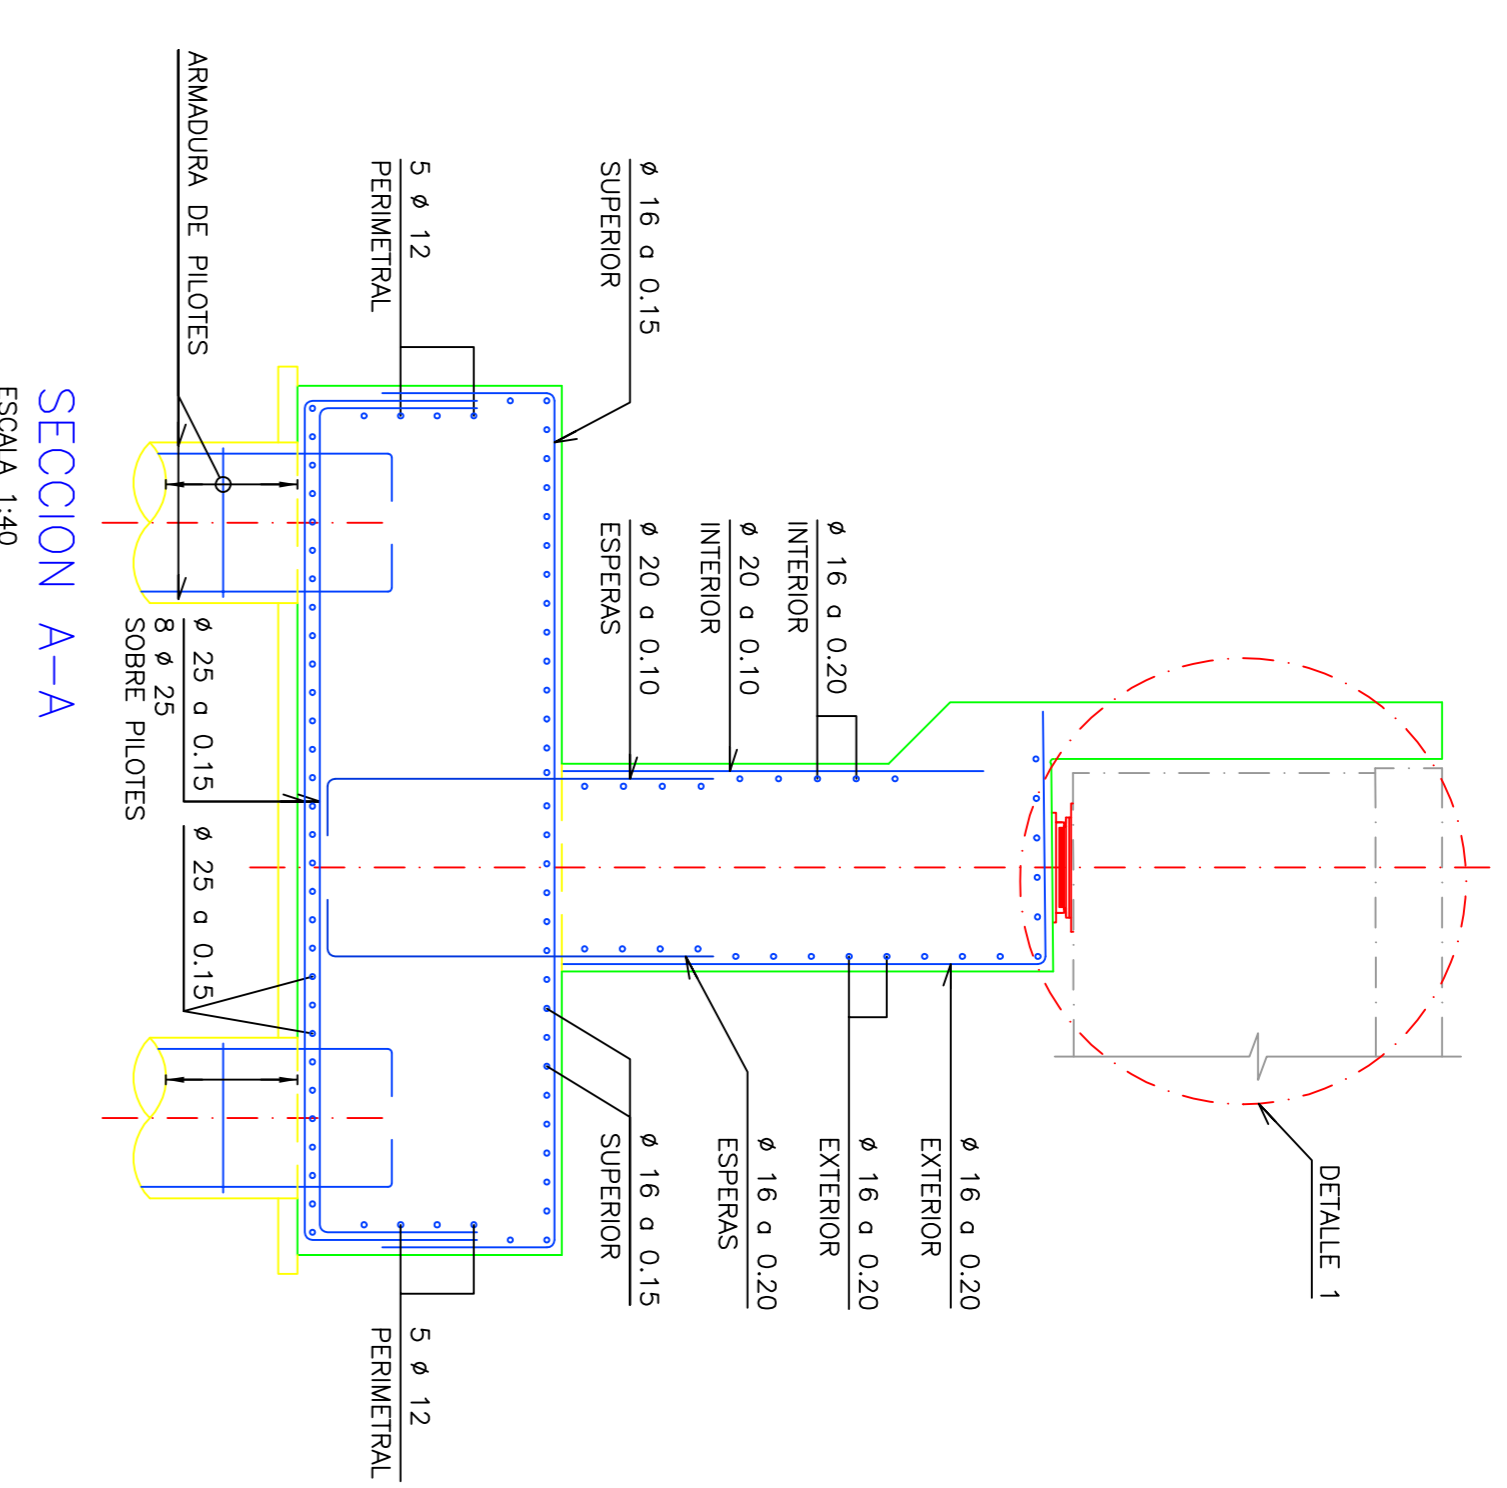 DETALLE 1
ø 16 a 0.20
INTERIOR
ø 20 a 0.10
INTERIOR
ø 20 a 0.10
ESPERAS
ø 16 a 0.20
EXTERIOR
ø 16 a 0.20
EXTERIOR
ø 16 a 0.20
ESPERAS
ø 16 a 0.15
SUPERIOR
ø 16 a 0.15
SUPERIOR
5 ø 12
PERIMETRAL
5 ø 12
PERIMETRAL
ARMADURA DE PILOTES
ø 25 a 0.15
8 ø 25
SOBRE PILOTES
ø 25 a 0.15
SECCION A-A
ESCALA 1:40